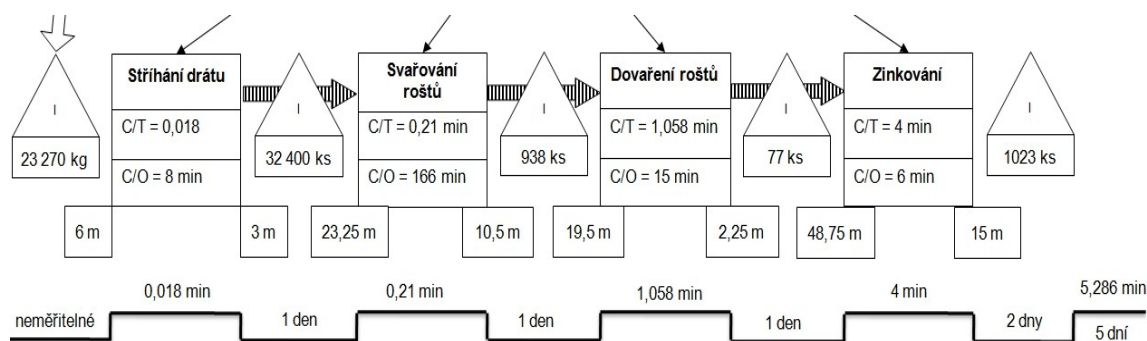 Stříhání drátu
Svařování
roštů
Dovaření roštů
Zinkování
I
I
I
I
I
C/T = 0,018
C/T = 0,21 min
C/T = 1,058 min
C/T = 4 min
23 270 kg
32 400 ks
938 ks
77 ks
1023 ks
C/O = 8 min
C/O = 166 min
C/O = 15 min
C/O = 6 min
6 m
3 m
23,25 m
10,5 m
19,5 m
2,25 m
48,75 m
15 m
0,018 min
0,21 min
1,058 min
4 min
5,286 min
neměřitelné
1 den
1 den
1 den
2 dny
5 dní